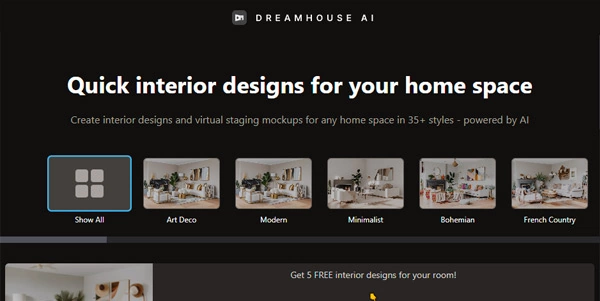 DREAMHOUSE AI
Quick interior designs for your home space
Create interior designs and virtual staging mockups for any home space in 35+ styles - powered by AI
Show All
Art Deco
Modern
Minimalist
Bohemian
French Country
Get 5 FREE interior designs for your room!